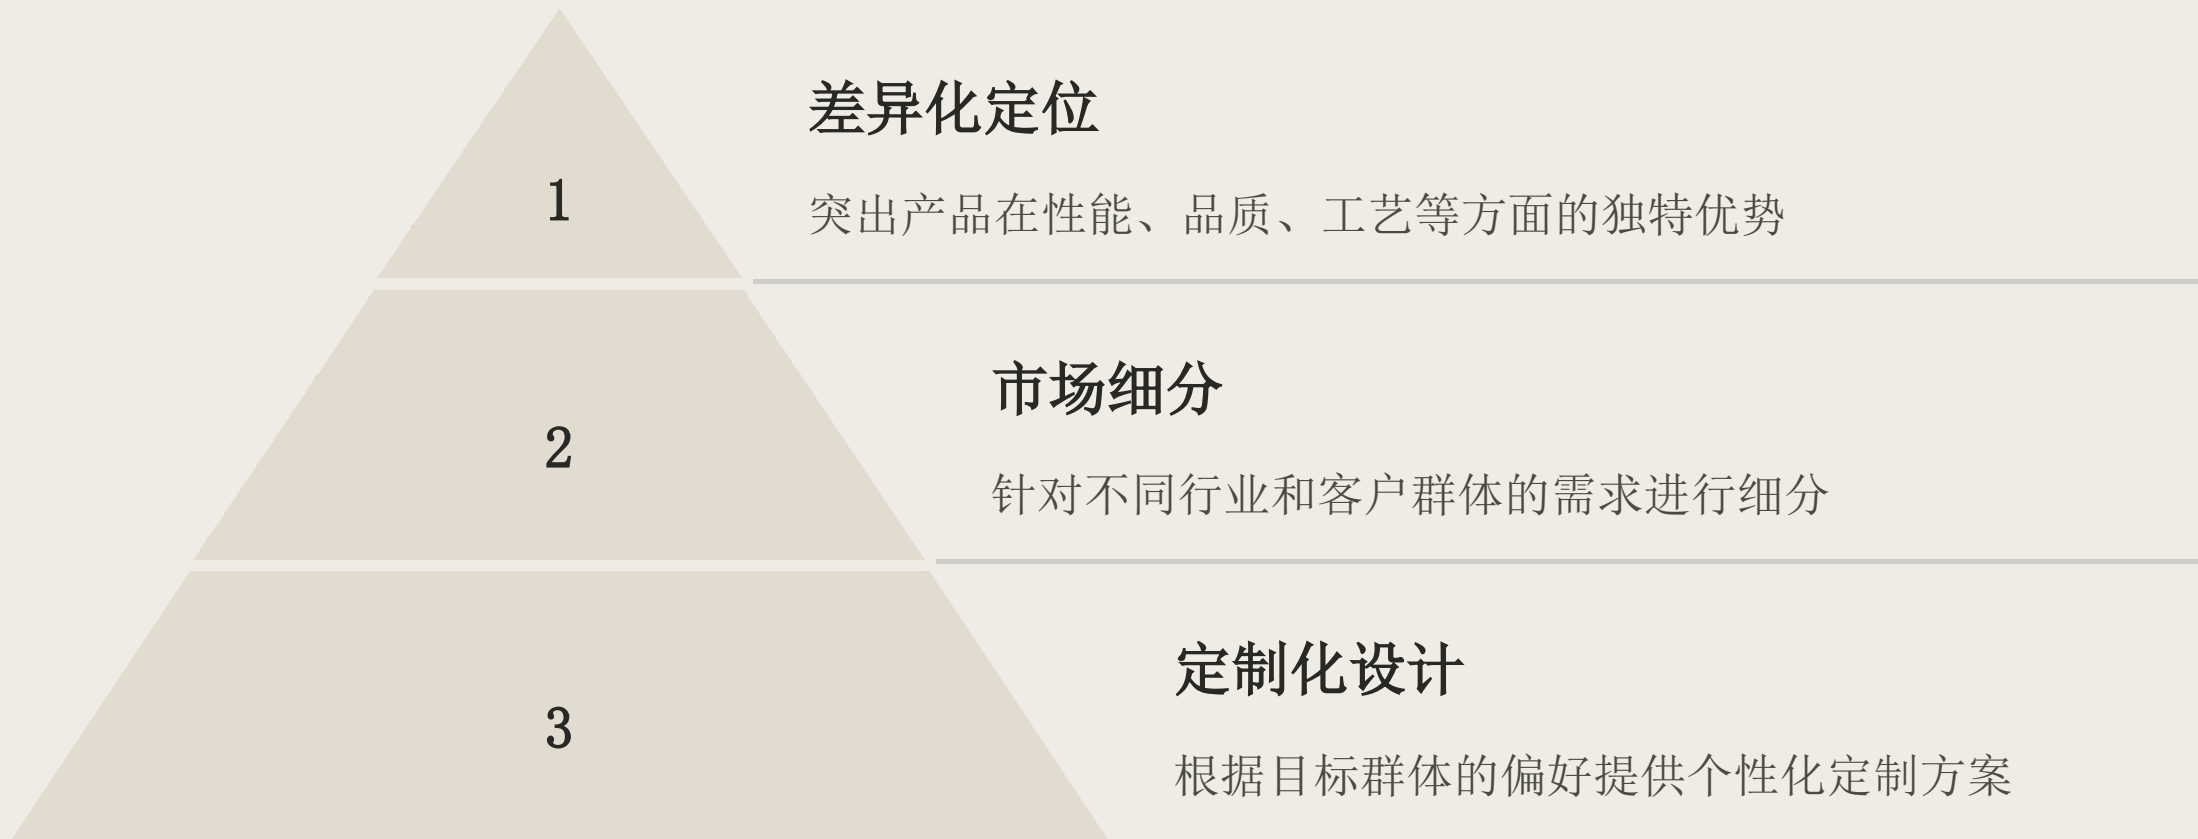 差异化定位
1
突出产品在性能、品质、工艺等方面的独特优势
市场细分
2
针对不同行业和客户群体的需求进行细分
定制化设计
3
根据目标群体的偏好提供个性化定制方案